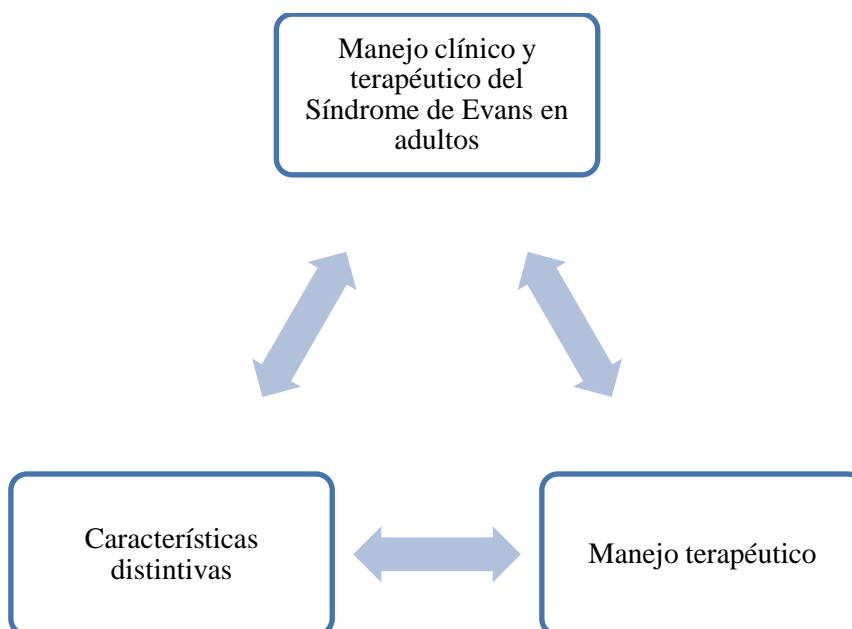 Manejo clínico y
terapéutico del
Síndrome de Evans en
adultos
Características
distintivas
Manejo terapéutico